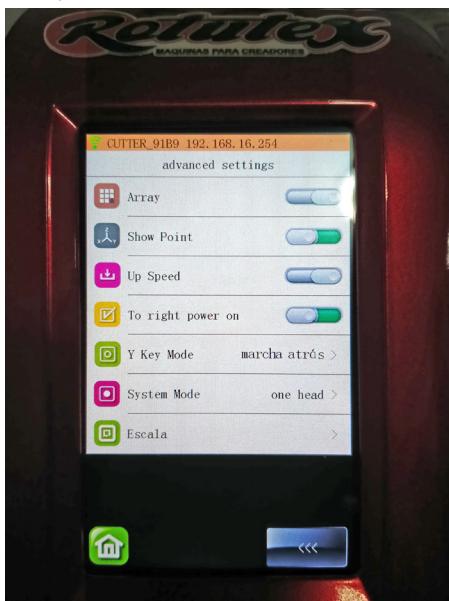 Rotutex
MAQUINAS PARA CREADORES
CUTTER_91B9 192.168.16.254
advanced settings
Array
Show Point
Up Speed
To right power on
Y Key Mode marcha atrás >
System Mode one head >
Escala >
<<<